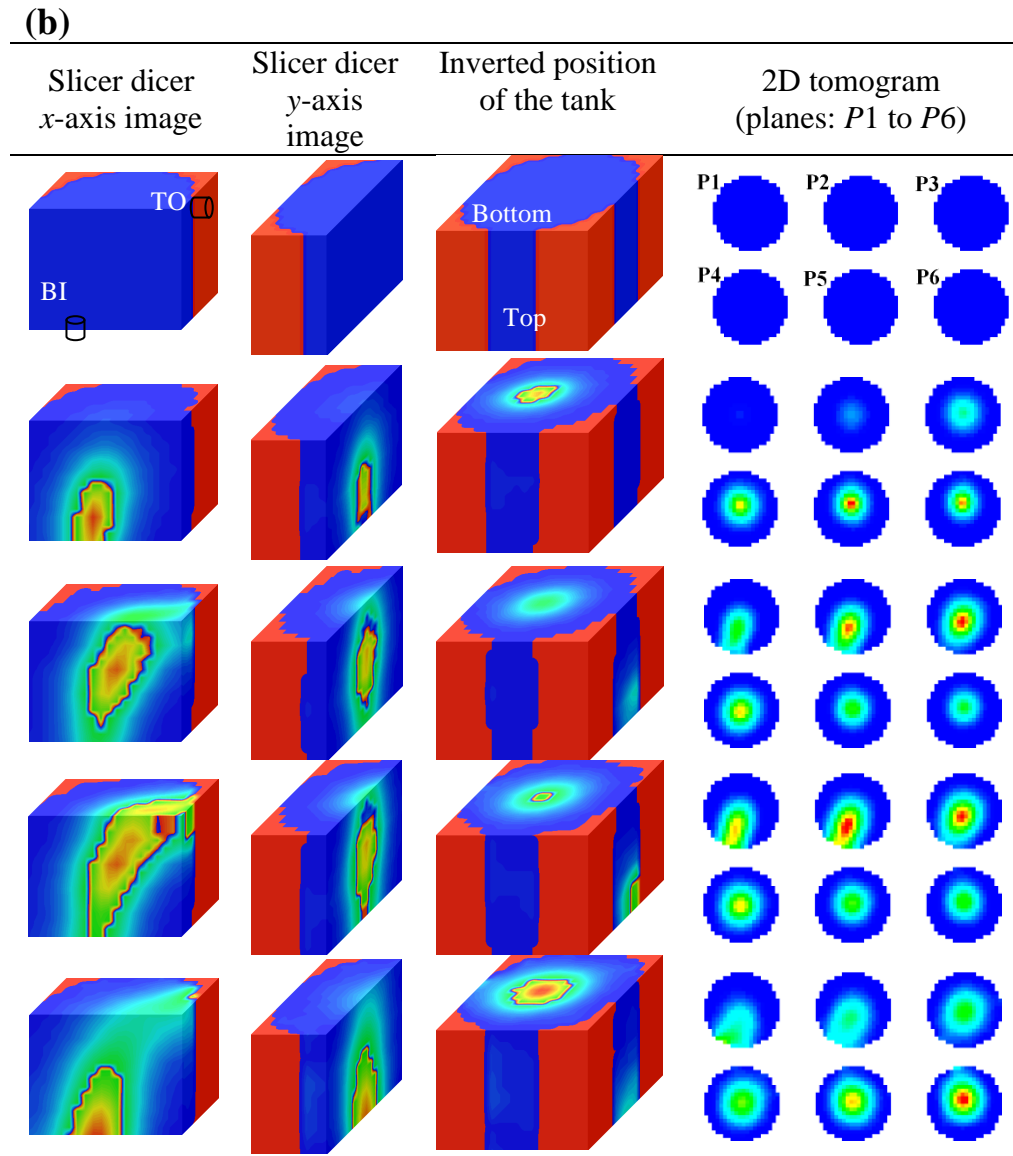 (b)
Slicer dicer
x-axis image
Slicer dicer
y-axis
image
Inverted position
of the tank
2D tomogram
(planes: P1 to P6)
TO
BI
Bottom
Top
P1
P2
P3
P4
P5
P6